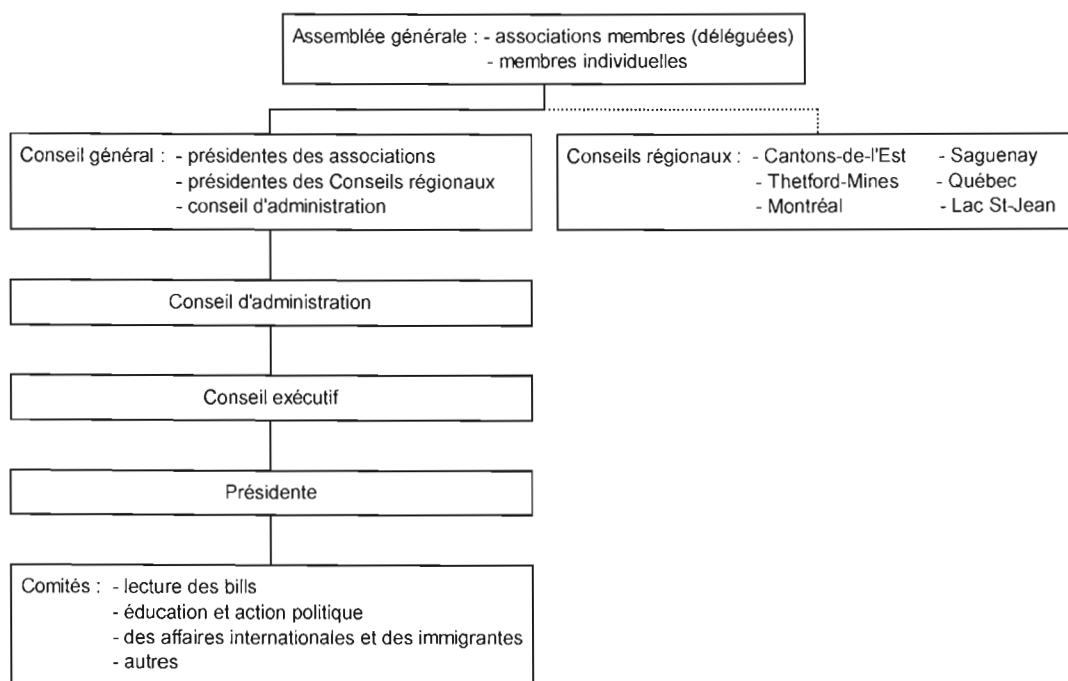 Assemblée générale : - associations membres (déléguées)
- membres individuelles
Conseil général : - présidentes des associations
- présidentes des Conseils régionaux
- conseil d'administration
Conseils régionaux : - Cantons-de-l'Est - Saguenay
- Thetford-Mines - Québec
- Montréal - Lac St-Jean
Conseil d'administration
Conseil exécutif
Présidente
Comités : - lecture des bills
- éducation et action politique
- des affaires internationales et des immigrantes
- autres